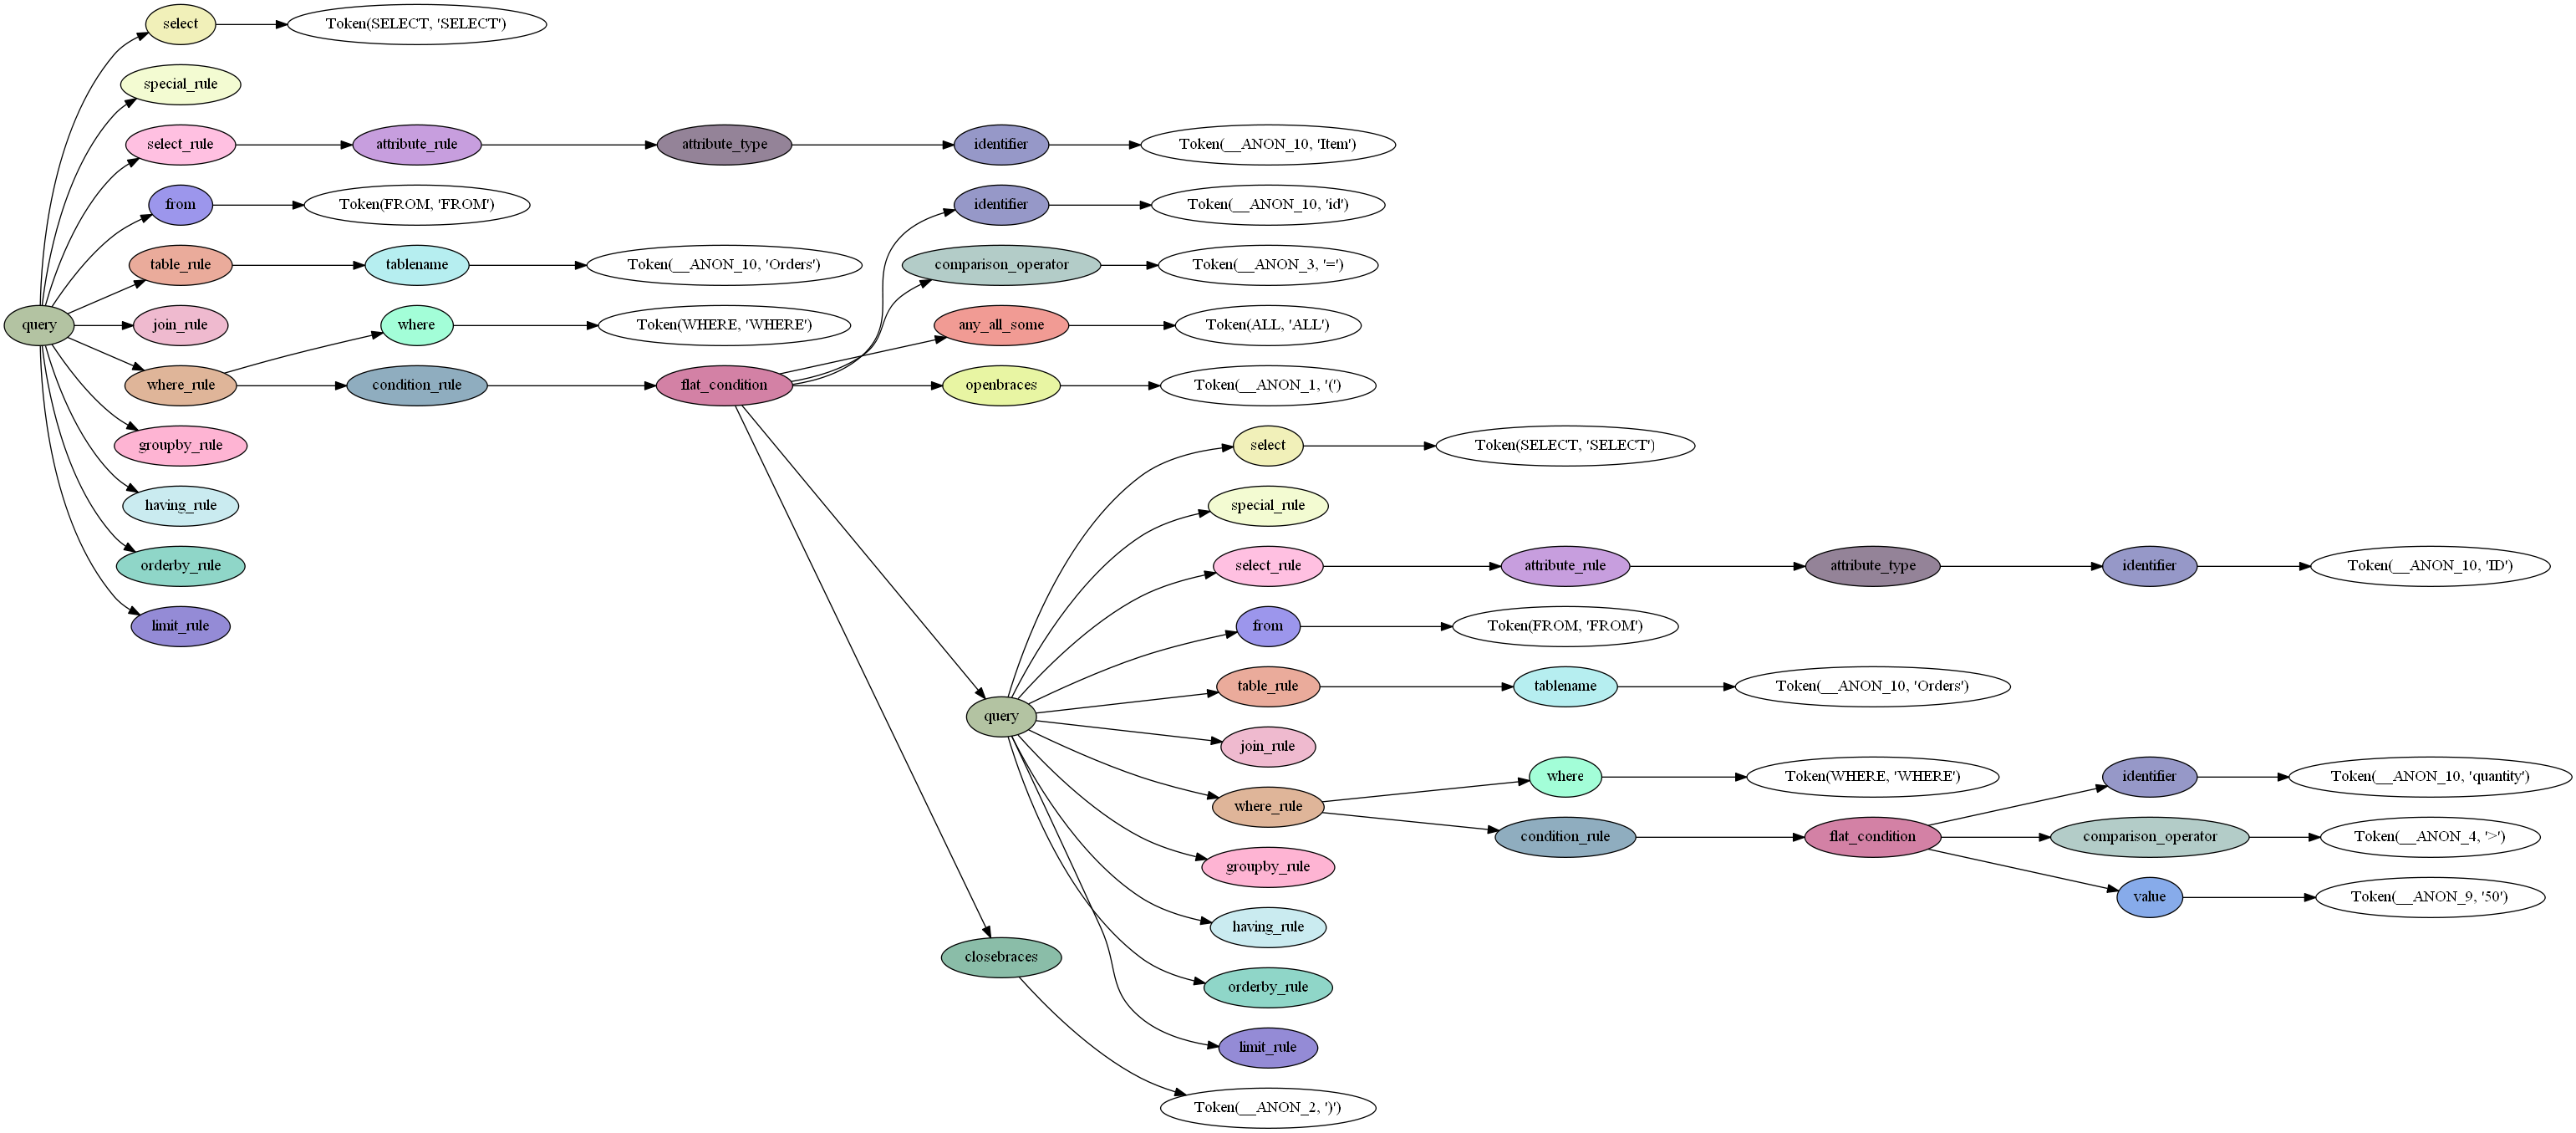 select
Token(SELECT, 'SELECT')
special_rule
select_rule
attribute_rule
attribute_type
identifier
Token(__ANON_10, 'Item')
from
Token(FROM, 'FROM')
identifier
Token(__ANON_10, 'id')
table_rule
tablename
Token(__ANON_10, 'Orders')
comparison_operator
Token(__ANON_3, '=')
query
join_rule
where
Token(WHERE, 'WHERE')
any_all_some
Token(ALL, 'ALL')
where_rule
condition_rule
flat_condition
openbraces
Token(__ANON_1, '(')
groupby_rule
select
Token(SELECT, 'SELECT')
having_rule
special_rule
orderby_rule
select_rule
attribute_rule
attribute_type
identifier
Token(__ANON_10, 'ID')
limit_rule
from
Token(FROM, 'FROM')
table_rule
tablename
Token(__ANON_10, 'Orders')
query
join_rule
where
Token(WHERE, 'WHERE')
identifier
Token(__ANON_10, 'quantity')
where_rule
condition_rule
flat_condition
comparison_operator
Token(__ANON_4, '>')
groupby_rule
value
Token(__ANON_9, '50')
having_rule
closebraces
orderby_rule
limit_rule
Token(__ANON_2, ')')